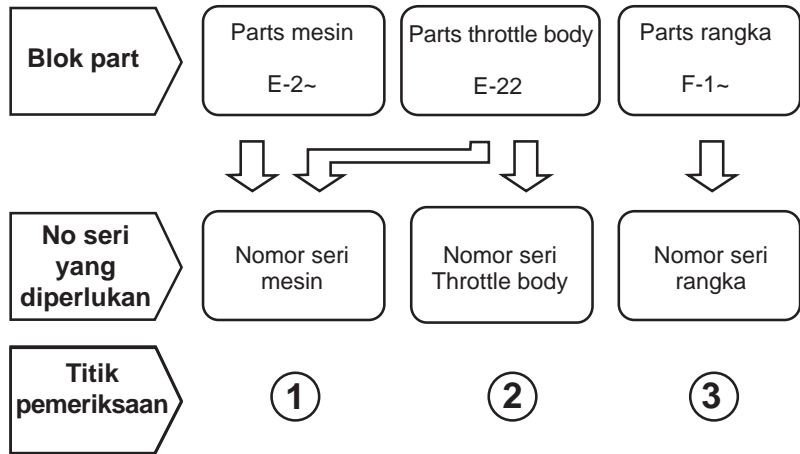 Blok part
Parts mesin
E-2~
Parts throttle body
E-22
Parts rangka
F-1~
No seri
yang
diperlukan
Nomor seri
mesin
Nomor seri
Throttle body
Nomor seri
rangka
Titik
pemeriksaan
1
2
3